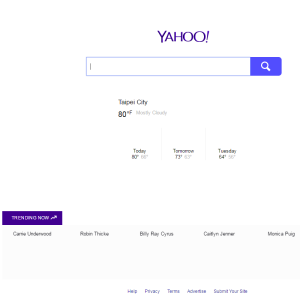 YAHOO!
Taipei City
80°F Mostly Cloudy
Today Tomorrow Tuesday
80° 66° 73° 63° 64° 56°
TRENDING NOW
Carrie Underwood Robin Thicke Billy Ray Cyrus Caitlyn Jenner Monica Puig
Help Privacy Terms Advertise Submit Your Site